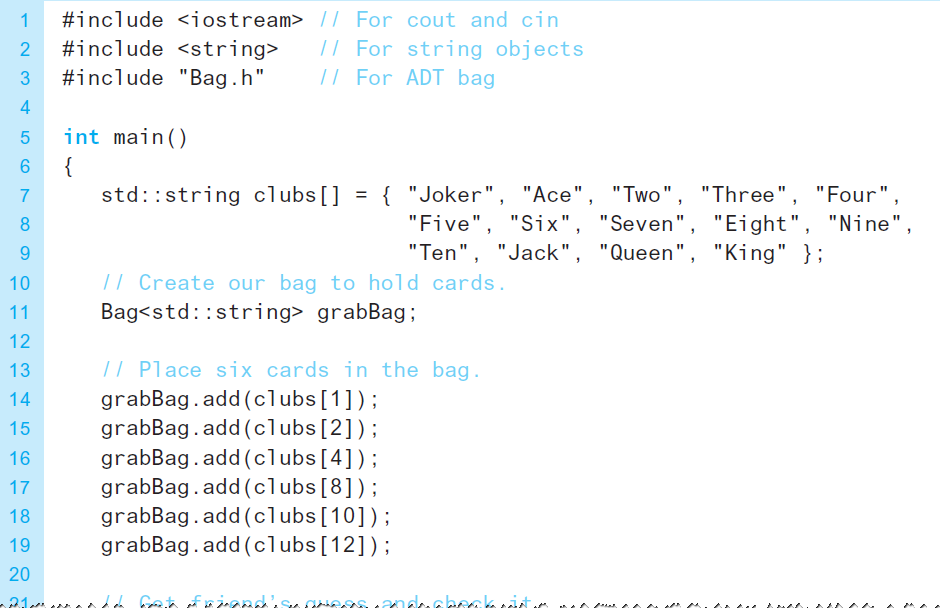 1 #include <iostream> // For cout and cin
2 #include <string>   // For string objects
3 #include "Bag.h"    // For ADT bag
4
5 int main()
6 {
7    std::string clubs[] = { "Joker", "Ace", "Two", "Three", "Four",
8                            "Five", "Six", "Seven", "Eight", "Nine",
9                            "Ten", "Jack", "Queen", "King" };
10    // Create our bag to hold cards.
11    Bag<std::string> grabBag;
12
13    // Place six cards in the bag.
14    grabBag.add(clubs[1]);
15    grabBag.add(clubs[2]);
16    grabBag.add(clubs[4]);
17    grabBag.add(clubs[8]);
18    grabBag.add(clubs[10]);
19    grabBag.add(clubs[12]);
20
21    // Get friend's guess and check it.